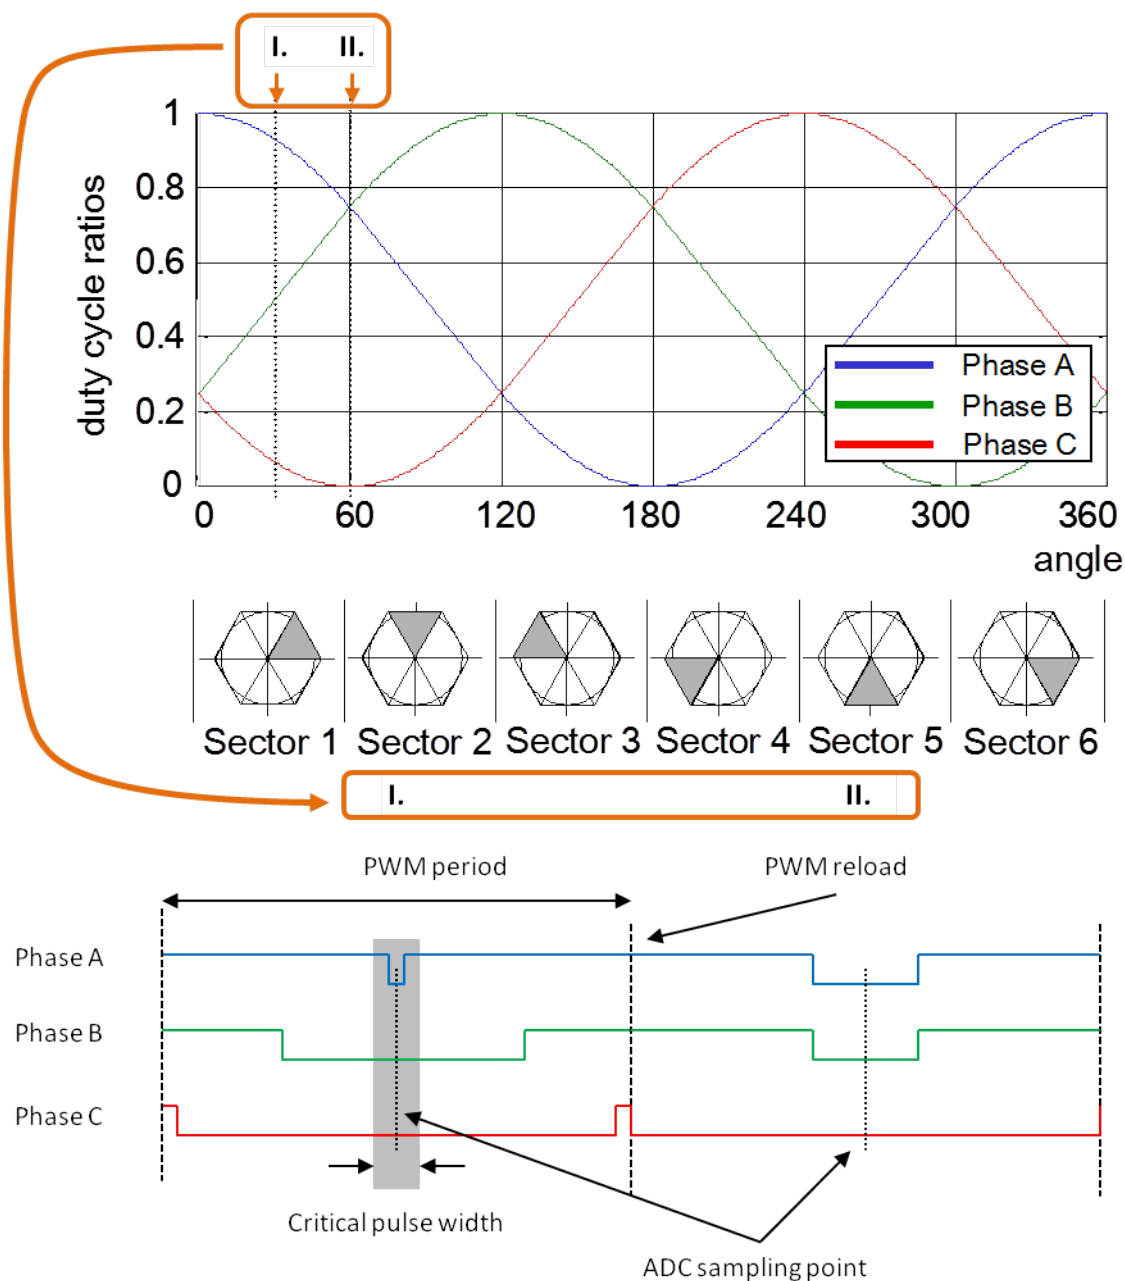 I. II.
1
0.8
0.6
0.4
0.2
0
duty cycle ratios
Phase A
Phase B
Phase C
0 60 120 180 240 300 360
angle
Sector 1 Sector 2 Sector 3 Sector 4 Sector 5 Sector 6
I. II.
PWM period PWM reload
Phase A
Phase B
Phase C
Critical pulse width
ADC sampling point